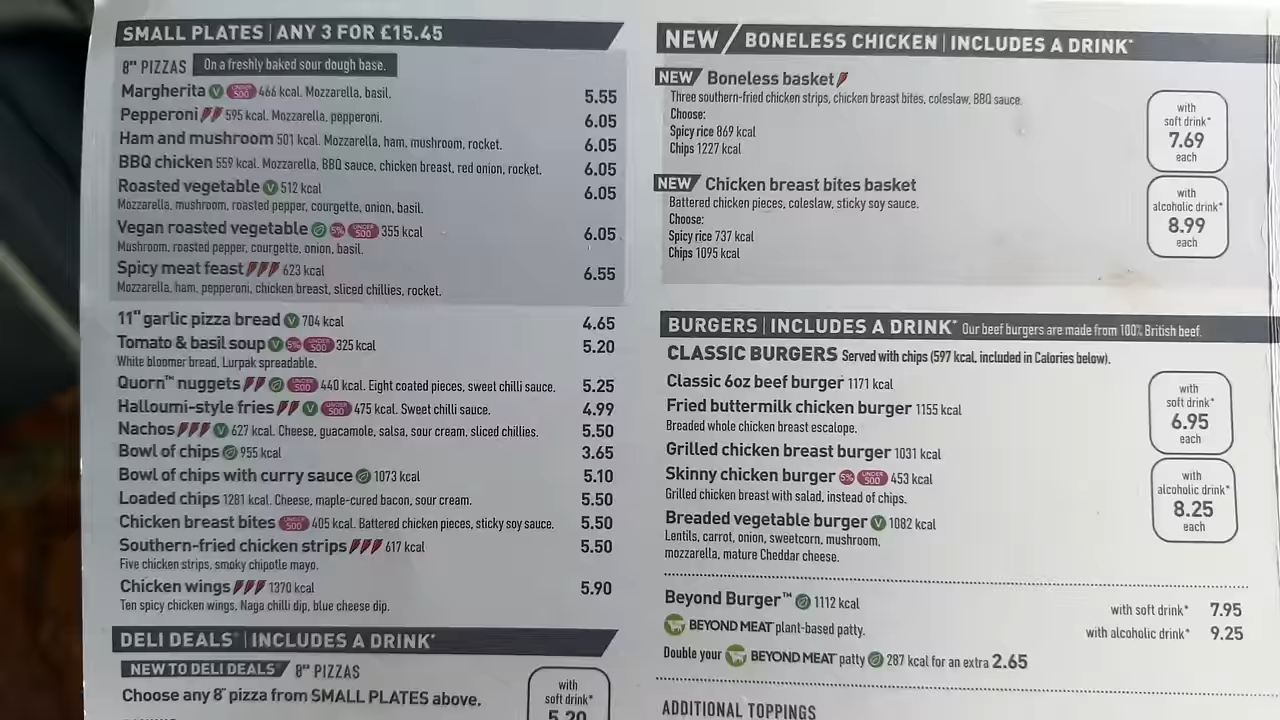 SMALL PLATES | ANY 3 FOR £15.45
8" PIZZAS On a freshly baked sour dough base.
Margherita V UNDER 500 466 kcal. Mozzarella, basil. 5.55
Pepperoni 595 kcal. Mozzarella, pepperoni. 6.05
Ham and mushroom 501 kcal. Mozzarella, ham, mushroom, rocket. 6.05
BBQ chicken 559 kcal. Mozzarella, BBQ sauce, chicken breast, red onion, rocket. 6.05
Roasted vegetable V 512 kcal 6.05
Mozzarella, mushroom, roasted pepper, courgette, onion, basil.
Vegan roasted vegetable 5% UNDER 500 355 kcal 6.05
Mushroom, roasted pepper, courgette, onion, basil.
Spicy meat feast 623 kcal 6.55
Mozzarella, ham, pepperoni, chicken breast, sliced chillies, rocket.
11" garlic pizza bread V 704 kcal 4.65
Tomato & basil soup V 5% UNDER 500 325 kcal 5.20
White bloomer bread, Lurpak spreadable.
Quorn™ nuggets UNDER 500 440 kcal. Eight coated pieces, sweet chilli sauce. 5.25
Halloumi-style fries V UNDER 500 475 kcal. Sweet chilli sauce. 4.99
Nachos V 627 kcal. Cheese, guacamole, salsa, sour cream, sliced chillies. 5.50
Bowl of chips 955 kcal 3.65
Bowl of chips with curry sauce 1073 kcal 5.10
Loaded chips 1281 kcal. Cheese, maple-cured bacon, sour cream. 5.50
Chicken breast bites UNDER 500 405 kcal. Battered chicken pieces, sticky soy sauce. 5.50
Southern-fried chicken strips 617 kcal 5.50
Five chicken strips, smoky chipotle mayo.
Chicken wings 1370 kcal 5.90
Ten spicy chicken wings, Naga chilli dip, blue cheese dip.
DELI DEALS® | INCLUDES A DRINK*
NEW TO DELI DEALS® 8" PIZZAS
Choose any 8" pizza from SMALL PLATES above.
with
soft drink*
5.20
NEW / BONELESS CHICKEN | INCLUDES A DRINK*
NEW Boneless basket
Three southern-fried chicken strips, chicken breast bites, coleslaw, BBQ sauce.
Choose:
Spicy rice 869 kcal
Chips 1227 kcal
NEW Chicken breast bites basket
Battered chicken pieces, coleslaw, sticky soy sauce.
Choose:
Spicy rice 737 kcal
Chips 1095 kcal
with
soft drink*
7.69
each
with
alcoholic drink*
8.99
each
BURGERS | INCLUDES A DRINK* Our beef burgers are made from 100% British beef.
CLASSIC BURGERS Served with chips (597 kcal, included in Calories below).
Classic 6oz beef burger 1171 kcal
Fried buttermilk chicken burger 1155 kcal
Breaded whole chicken breast escalope.
Grilled chicken breast burger 1031 kcal
Skinny chicken burger 5% UNDER 500 453 kcal
Grilled chicken breast with salad, instead of chips.
Breaded vegetable burger V 1082 kcal
Lentils, carrot, onion, sweetcorn, mushroom,
mozzarella, mature Cheddar cheese.
with
soft drink*
6.95
each
with
alcoholic drink*
8.25
each
Beyond Burger™ 1112 kcal with soft drink* 7.95
BEYOND MEAT plant-based patty. with alcoholic drink* 9.25
Double your BEYOND MEAT patty 287 kcal for an extra 2.65
ADDITIONAL TOPPINGS